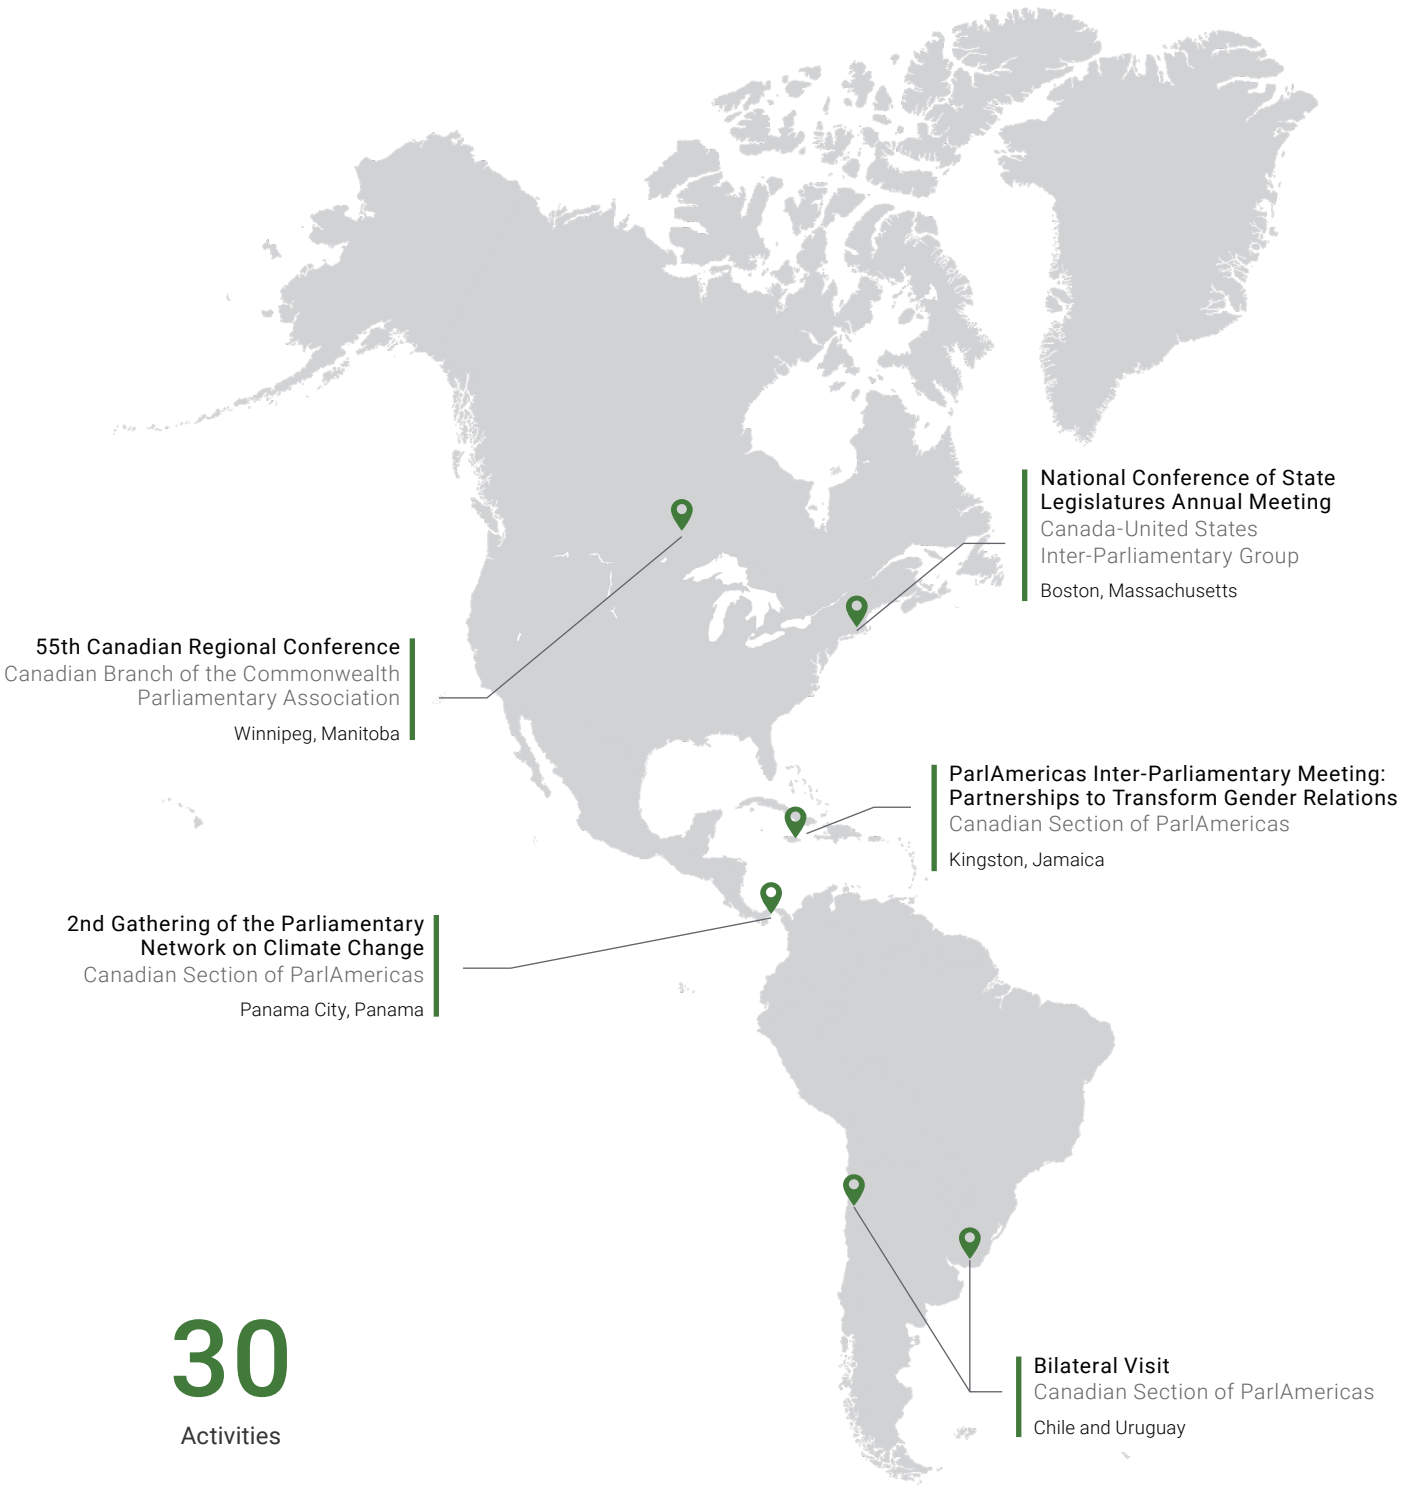 National Conference of State
Legislatures Annual Meeting
Canada-United States
Inter-Parliamentary Group
Boston, Massachusetts
55th Canadian Regional Conference
Canadian Branch of the Commonwealth
Parliamentary Association
Winnipeg, Manitoba
ParlAmericas Inter-Parliamentary Meeting:
Partnerships to Transform Gender Relations
Canadian Section of ParlAmericas
Kingston, Jamaica
2nd Gathering of the Parliamentary
Network on Climate Change
Canadian Section of ParlAmericas
Panama City, Panama
30
Activities
Bilateral Visit
Canadian Section of ParlAmericas
Chile and Uruguay